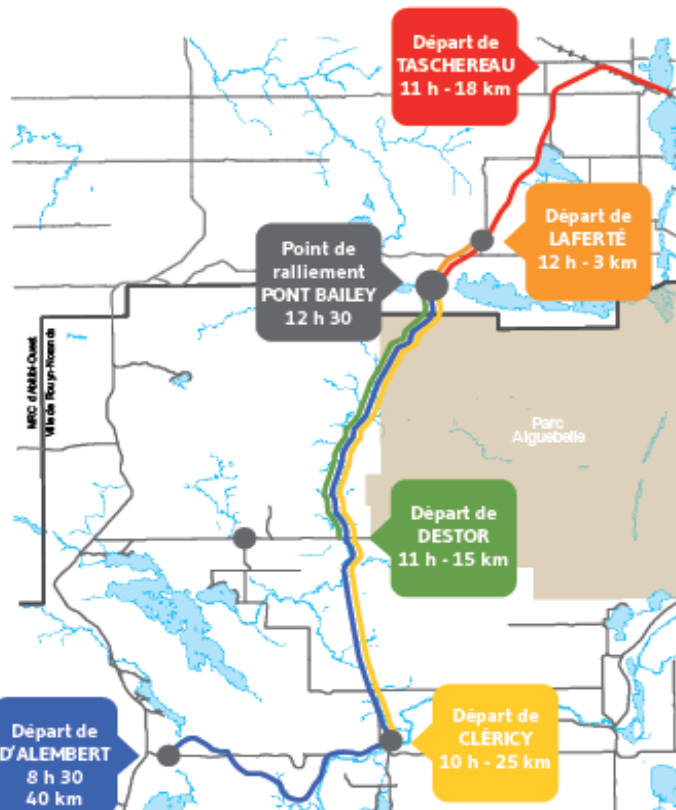 Départ de
TASCHEREAU
11 h - 18 km
Départ de
LAFERTÉ
12 h - 3 km
Point de
ralliement
PONT BAILEY
12 h 30
MRC d'Abitibi-Ouest
Ville de Rouyn-Noranda
Parc
Aiguebelle
Départ de
DESTOR
11 h - 15 km
Départ de
CLÉRICY
10 h - 25 km
Départ de
D'ALEMBERT
8 h 30
40 km